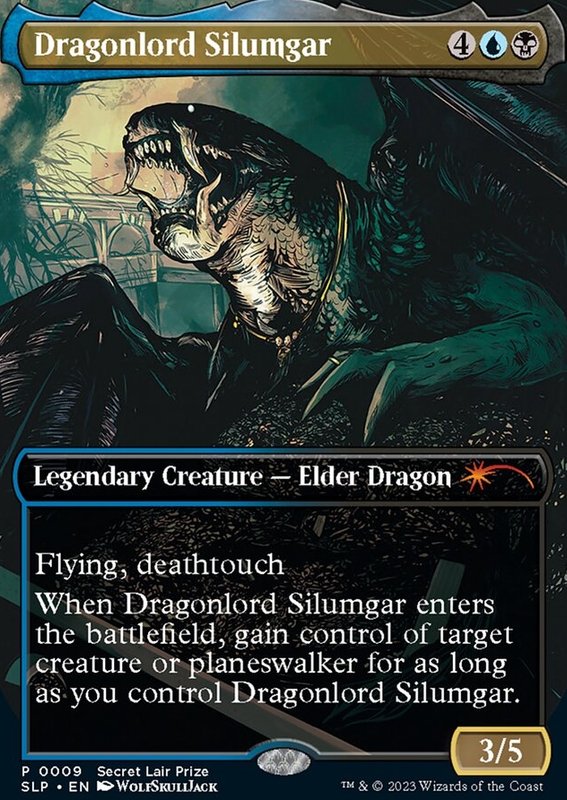 Dragonlord Silumgar 4
Legendary Creature — Elder Dragon
Flying, deathtouch
When Dragonlord Silumgar enters
the battlefield, gain control of target
creature or planeswalker for as long
as you control Dragonlord Silumgar.
3/5
P 0009 Secret Lair Prize
SLP • EN WolfSkullJack
™ & © 2023 Wizards of the Coast